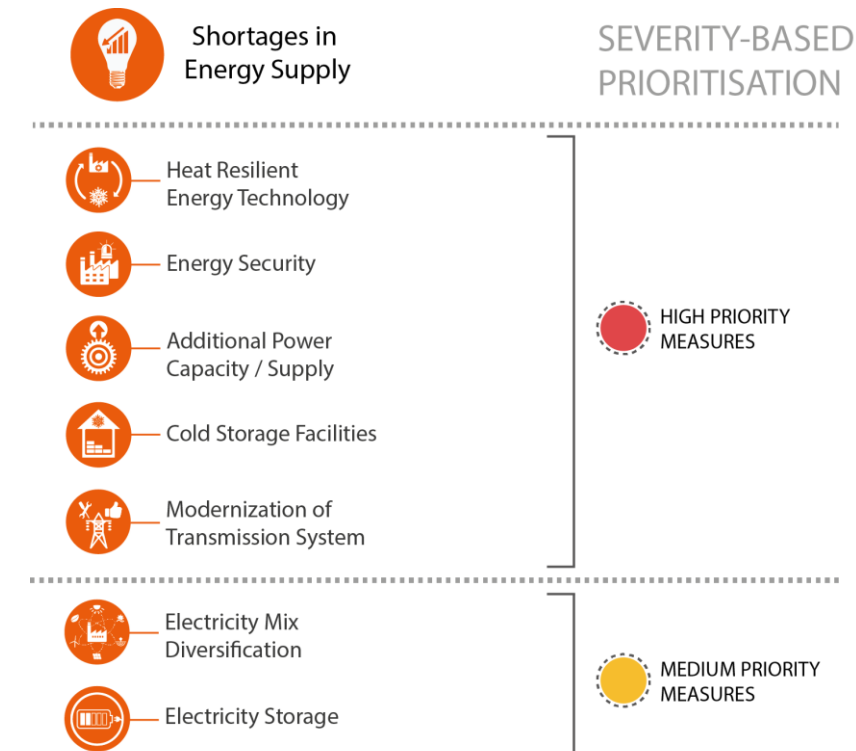 Shortages in
Energy Supply
SEVERITY-BASED
PRIORITISATION
Heat Resilient
Energy Technology
Energy Security
Additional Power
Capacity / Supply
Cold Storage Facilities
Modernization of
Transmission System
HIGH PRIORITY
MEASURES
Electricity Mix
Diversification
Electricity Storage
MEDIUM PRIORITY
MEASURES